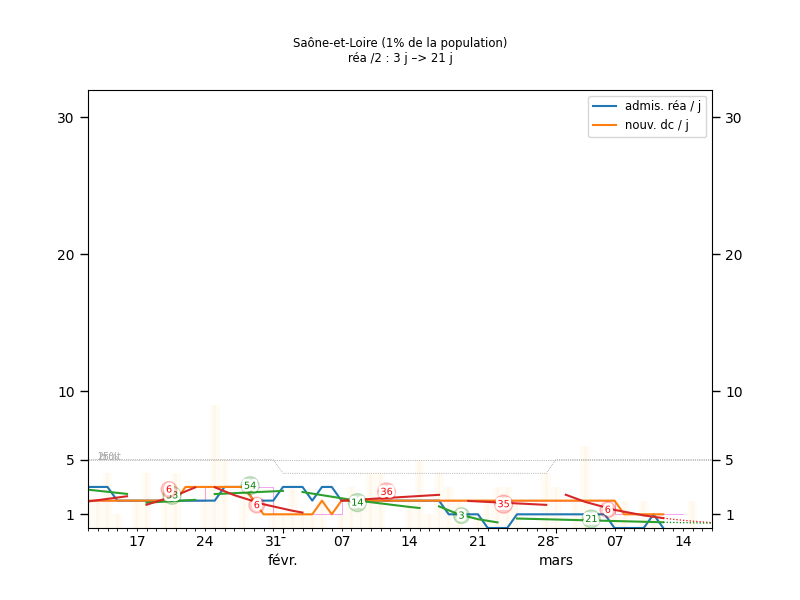 Saône-et-Loire (1% de la population)
réa /2 : 3 j –> 21 j
admis. réa / j
nouv. dc / j
30 30
20 20
10 10
5 5
1 1
6 54 6 14 36 3 35 21 6
17 24 31 07 14 21 28 07 14
févr. mars